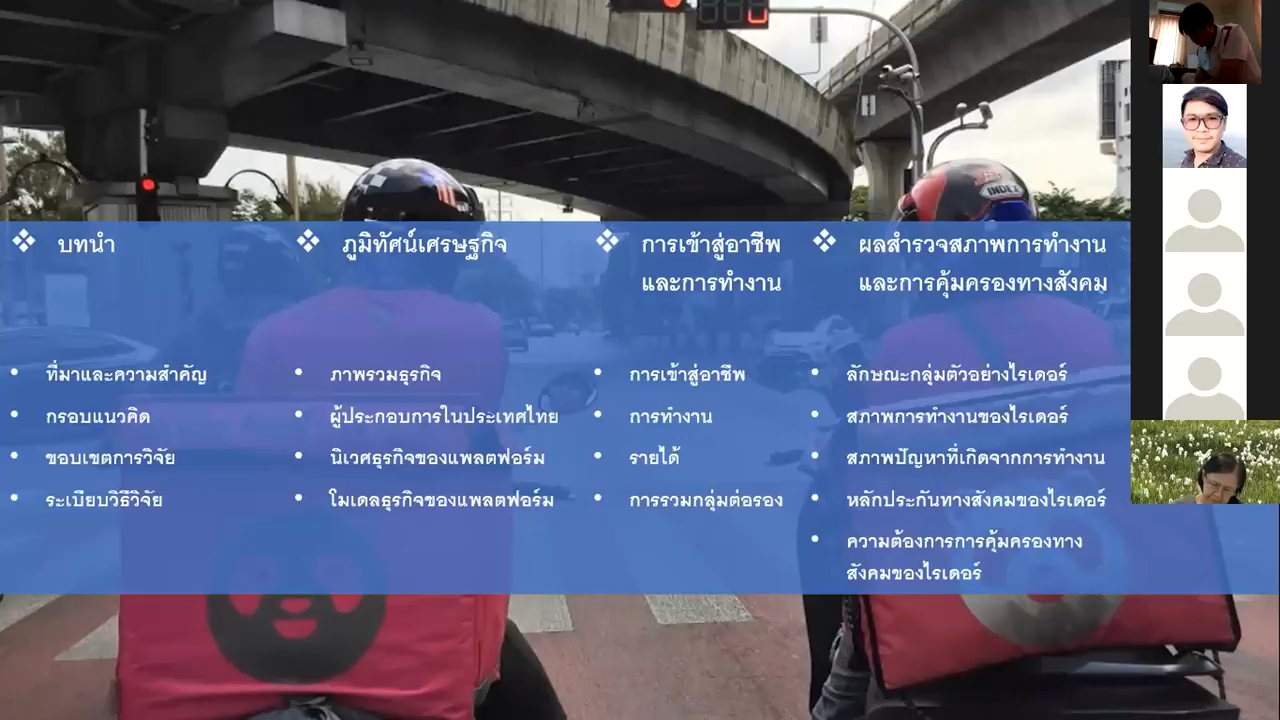 ❖ บทนำ
• ที่มาและความสำคัญ
• กรอบแนวคิด
• ขอบเขตการวิจัย
• ระเบียบวิธีวิจัย
❖ ภูมิทัศน์เศรษฐกิจ
• ภาพรวมธุรกิจ
• ผู้ประกอบการในประเทศไทย
• นิเวศธุรกิจของแพลตฟอร์ม
• โมเดลธุรกิจของแพลตฟอร์ม
❖ การเข้าสู่อาชีพ
และการทำงาน
• การเข้าสู่อาชีพ
• การทำงาน
• รายได้
• การรวมกลุ่มต่อรอง
❖ ผลสำรวจสภาพการทำงาน
และการคุ้มครองทางสังคม
• ลักษณะกลุ่มตัวอย่างไรเดอร์
• สภาพการทำงานของไรเดอร์
• สภาพปัญหาที่เกิดจากการทำงาน
• หลักประกันทางสังคมของไรเดอร์
• ความต้องการการคุ้มครองทาง
สังคมของไรเดอร์
INDEX